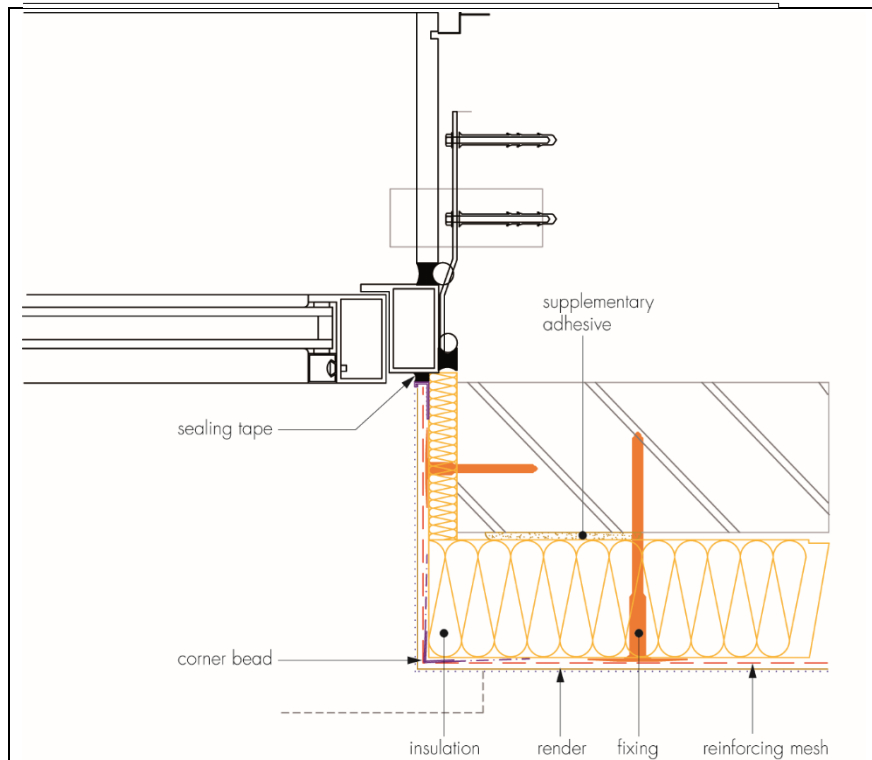 supplementary
adhesive
sealing tape
corner bead
insulation
render
fixing
reinforcing mesh